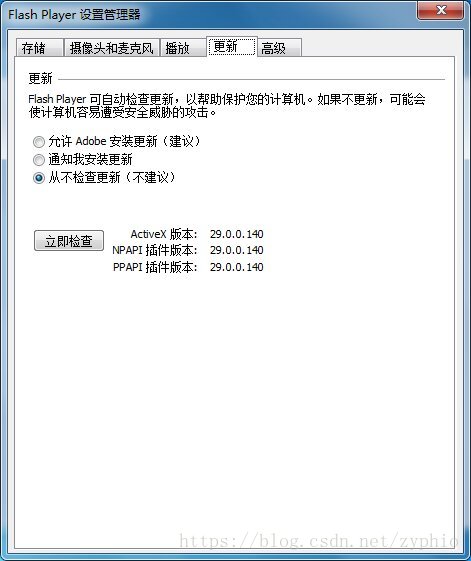 Flash Player 设置管理器
存储 摄像头和麦克风 播放 更新 高级
更新
Flash Player 可自动检查更新，以帮助保护您的计算机。如果不更新，可能会
使计算机容易遭受安全威胁的攻击。
允许 Adobe 安装更新（建议）
通知我安装更新
从不检查更新（不建议）
立即检查 ActiveX 版本: 29.0.0.140
NPAPI 插件版本: 29.0.0.140
PPAPI 插件版本: 29.0.0.140
https://blog.csdn.net/zyphio